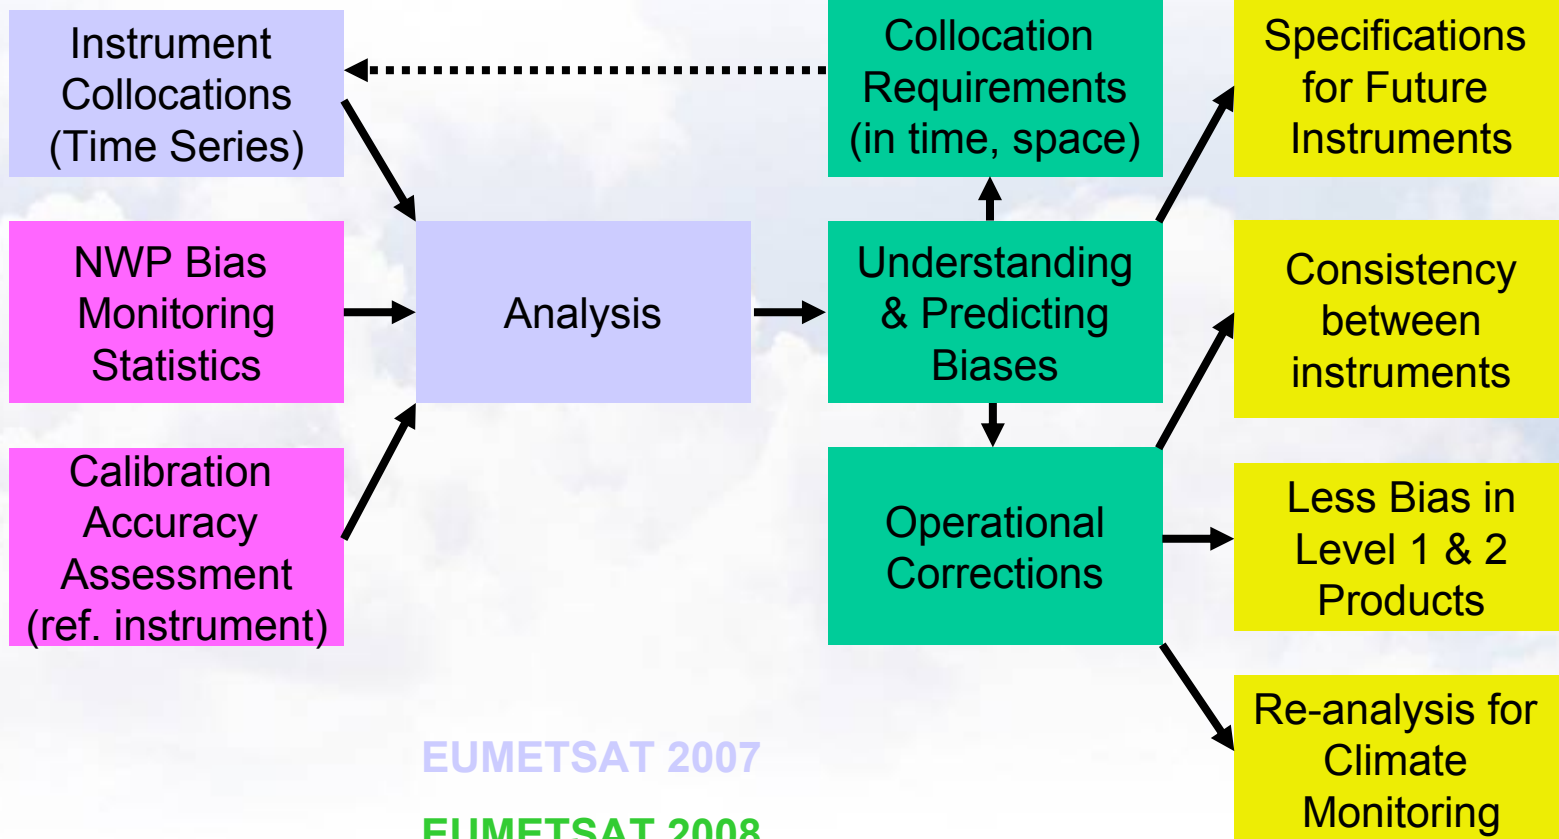 Instrument
Collocations
(Time Series)
NWP Bias
Monitoring
Statistics
Calibration
Accuracy
Assessment
(ref. instrument)
Analysis
Collocation
Requirements
(in time, space)
Understanding
& Predicting
Biases
Operational
Corrections
Specifications
for Future
Instruments
Consistency
between
instruments
Less Bias in
Level 1 & 2
Products
Re-analysis for
Climate
Monitoring
EUMETSAT 2007
EUMETSAT 2008